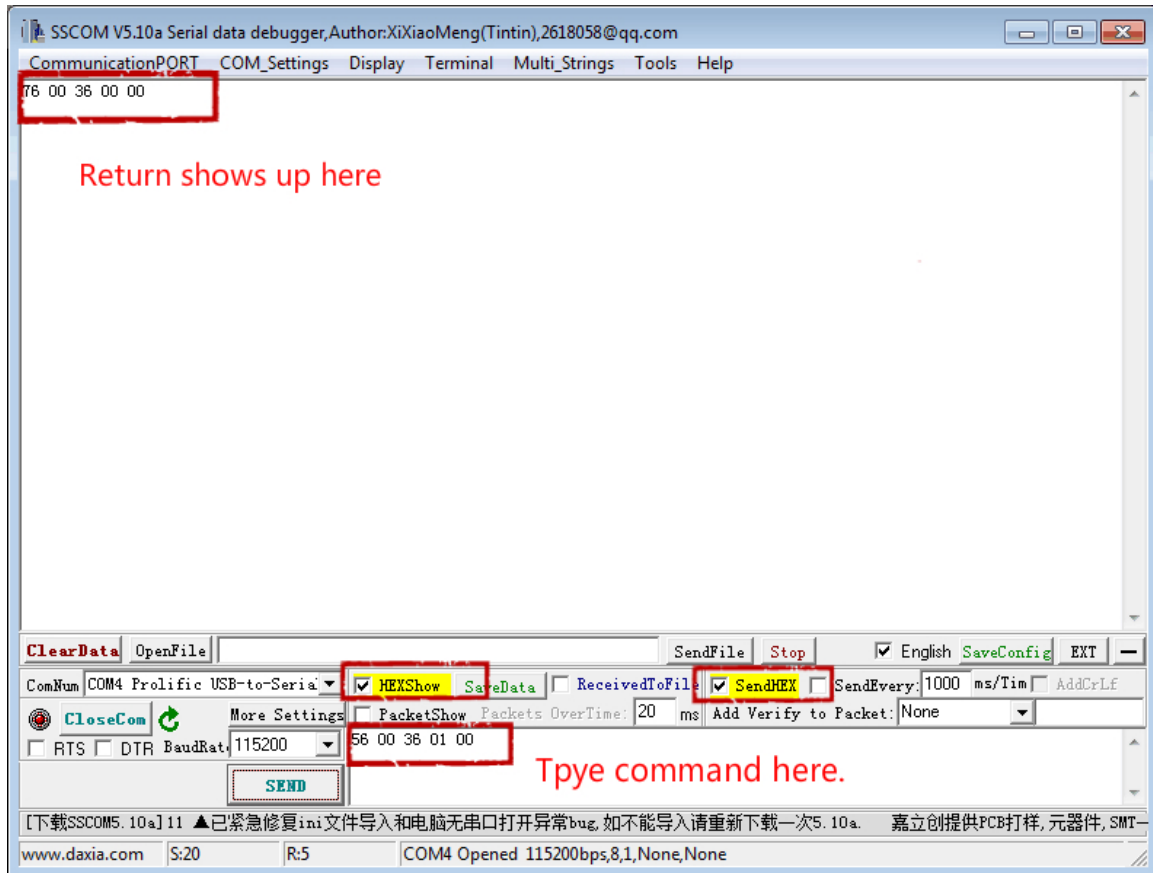 SSCOM V5.10a Serial data debugger,Author:XiXiaoMeng(Tintin),2618058@qq.com
CommunicationPORT COM_Settings Display Terminal Multi_Strings Tools Help
76 00 36 00 00
Return shows up here
ClearData OpenFile SendFile Stop English SaveConfig EXT
ComNum COM4 Prolific USB-to-Seria HEXShow SaveData ReceivedToFile SendHEX SendEvery: 1000 ms/Tim AddCrLf
CloseCom More Settings PacketShow Packets OverTime: 20 ms Add Verify to Packet: None
RTS DTR BaudRat 115200 56 00 36 01 00
Tpye command here.
SEND
[下载SSCOM5.10a]11 ▲已紧急修复ini文件导入和电脑无串口打开异常bug,如不能导入请重新下载一次5.10a. 嘉立创提供PCB打样,元器件,SMT一
www.daxia.com S:20 R:5 COM4 Opened 115200bps,8,1,None,None